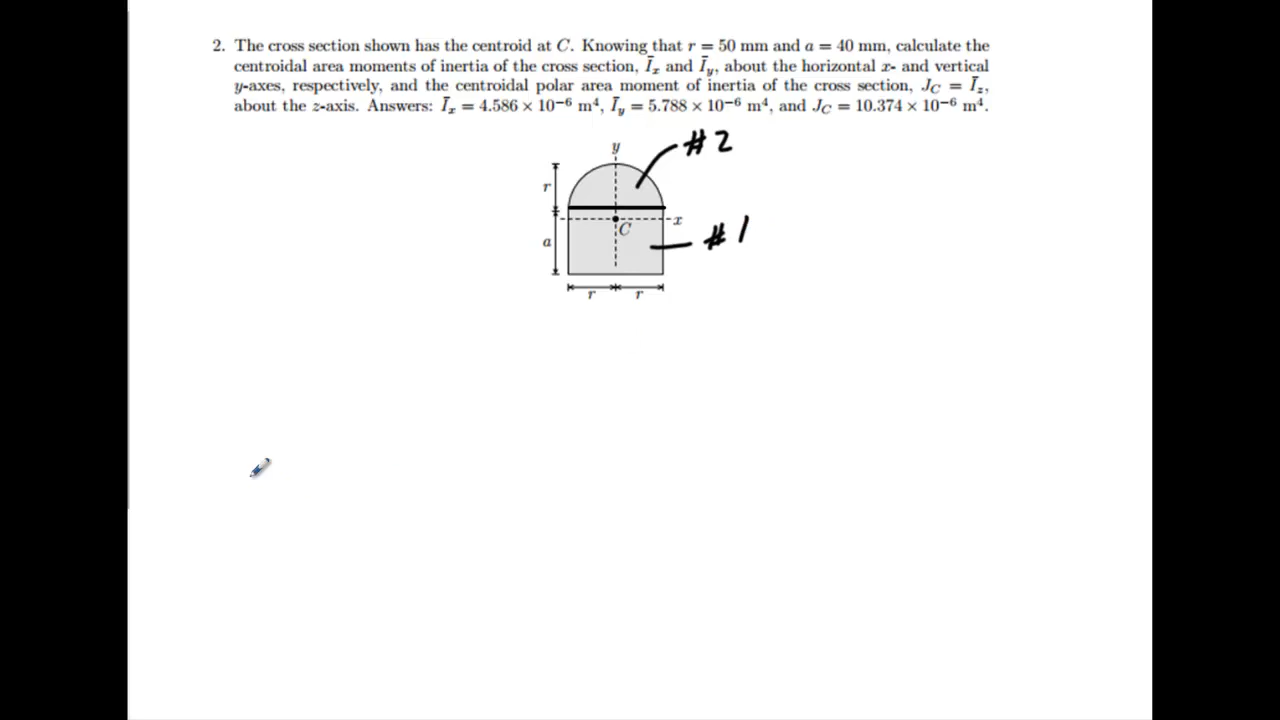 2. The cross section shown has the centroid at C. Knowing that r = 50 mm and a = 40 mm, calculate the
centroidal area moments of inertia of the cross section, Īₓ and Ī_y, about the horizontal x- and vertical
y-axes, respectively, and the centroidal polar area moment of inertia of the cross section, J_C = Ī_z,
about the z-axis. Answers: Īₓ = 4.586 × 10⁻⁶ m⁴, Ī_y = 5.788 × 10⁻⁶ m⁴, and J_C = 10.374 × 10⁻⁶ m⁴.
#2
y
r
x
C
#1
a
r r